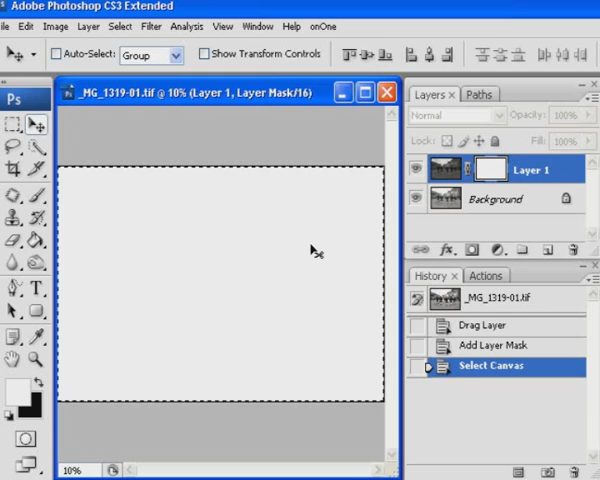 Adobe Photoshop CS3 Extended
ile Edit Image Layer Select Filter Analysis View Window Help onOne
Auto-Select: Group Show Transform Controls
Ps
_MG_1319-01.tif @ 10% (Layer 1, Layer Mask/16)
Layers x Paths
Normal Opacity: 100%
Lock: Fill: 100%
Layer 1
Background
fx.
History x Actions
_MG_1319-01.tif
Drag Layer
Add Layer Mask
Select Canvas
T
10%